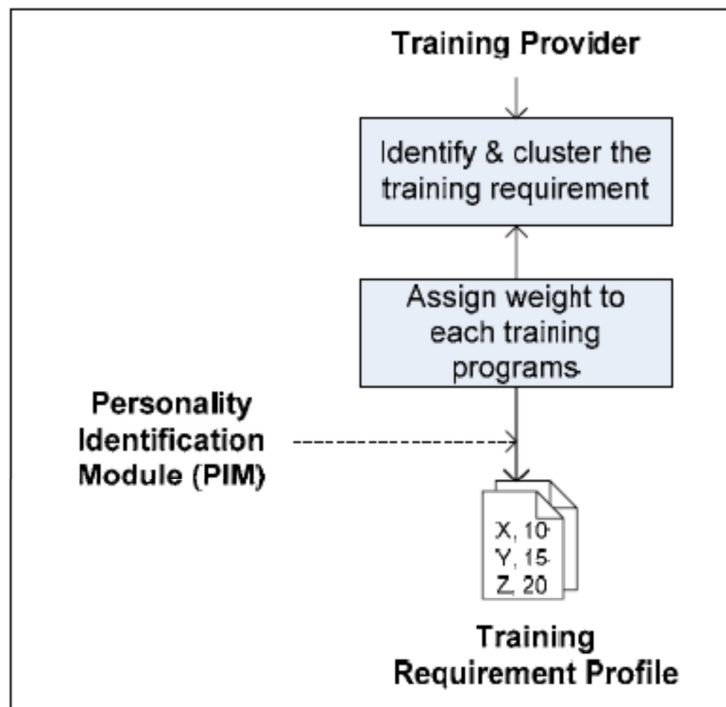 Training Provider
Identify & cluster the
training requirement
Assign weight to
each training
programs
Personality
Identification
Module (PIM)
X, 10
Y, 15
Z, 20
Training
Requirement Profile